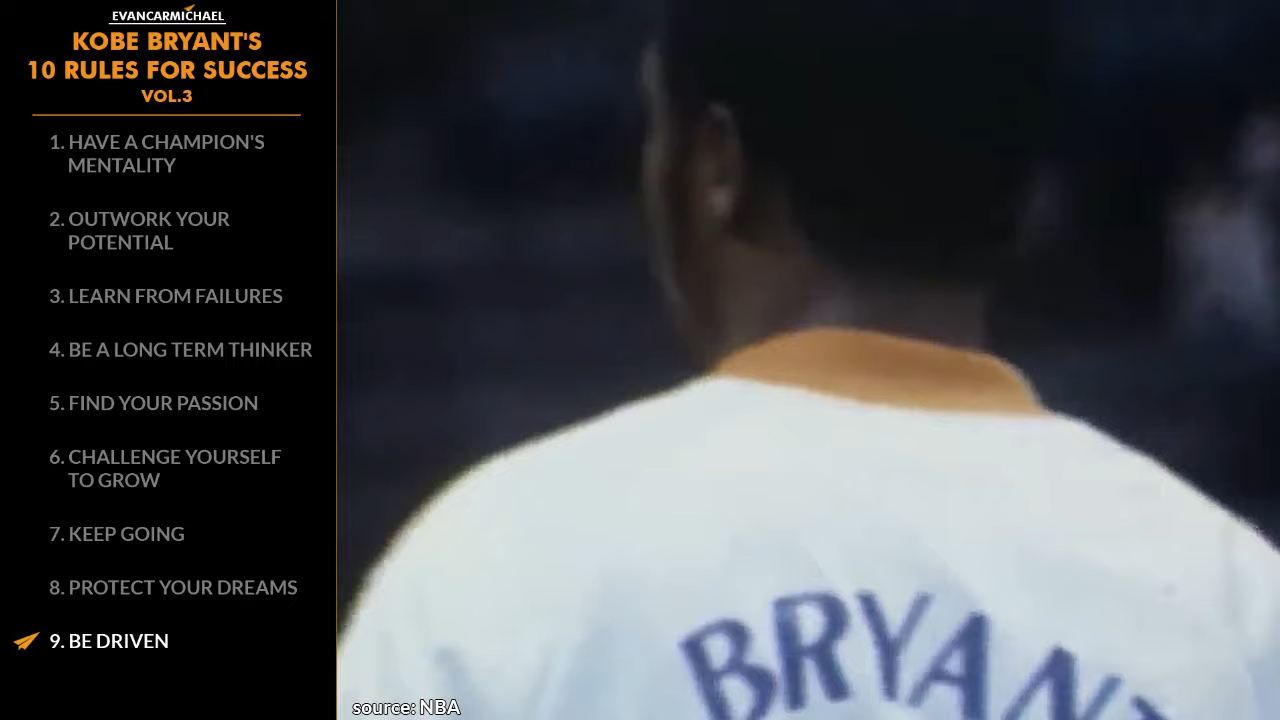 EVANCARMICHAEL
KOBE BRYANT'S
10 RULES FOR SUCCESS
VOL.3
1. HAVE A CHAMPION'S
MENTALITY
2. OUTWORK YOUR
POTENTIAL
3. LEARN FROM FAILURES
4. BE A LONG TERM THINKER
5. FIND YOUR PASSION
6. CHALLENGE YOURSELF
TO GROW
7. KEEP GOING
8. PROTECT YOUR DREAMS
9. BE DRIVEN
BRYANT
source: NBA